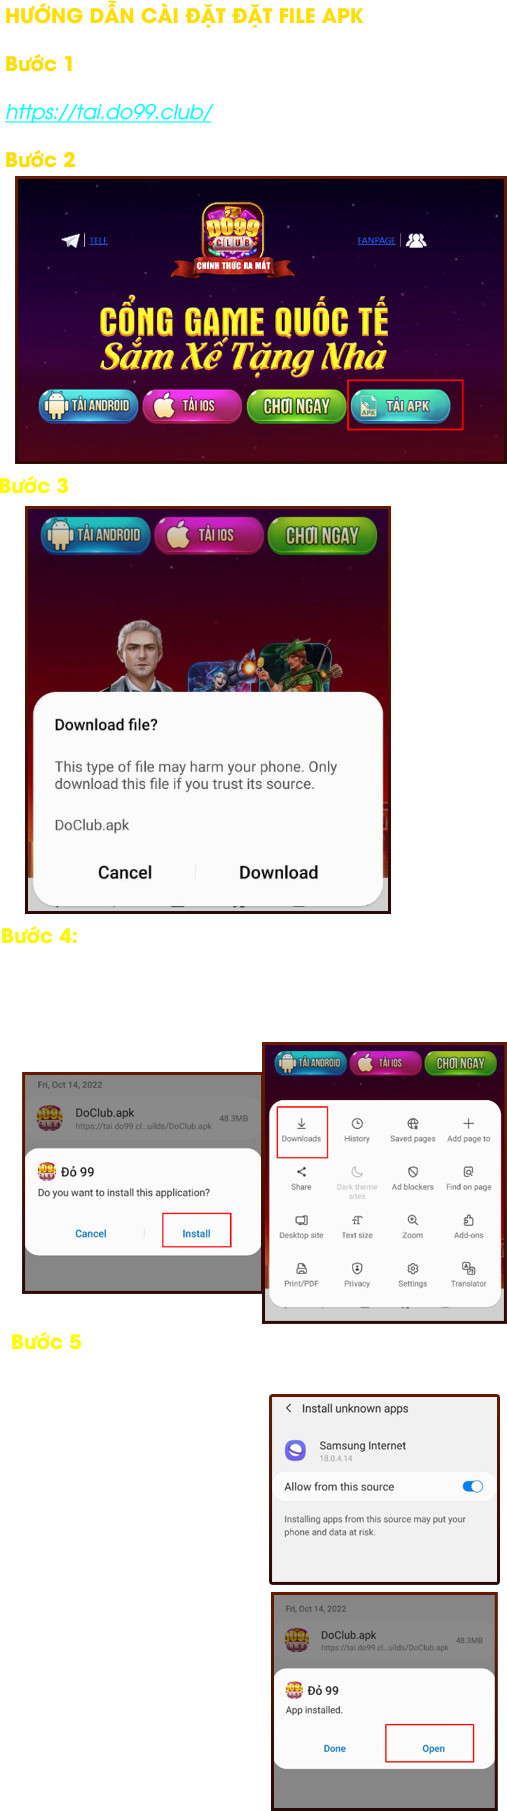 HƯỚNG DẪN CÀI ĐẶT ĐẶT FILE APK
Bước 1
https://tai.do99.club/
Bước 2
TELE
DO99
CLUB
CHÍNH THỨC RA MẮT
FANPAGE
CỔNG GAME QUỐC TẾ
Sắm Xế Tặng Nhà
TẢI ANDROID
TẢI IOS
CHƠI NGAY
APK
TẢI APK
Bước 3
TẢI ANDROID
TẢI IOS
CHƠI NGAY
Download file?
This type of file may harm your phone. Only
download this file if you trust its source.
DoClub.apk
Cancel
Download
Bước 4:
Fri, Oct 14, 2022
DoClub.apk
https://tai.do99.cl...uilds/DoClub.apk
48.3MB
Đỏ 99
Do you want to install this application?
Cancel
Install
TẢI ANDROID
TẢI IOS
CHƠI NGAY
Downloads
History
Saved pages
Add page to
Share
Dark theme
sites
Ad blockers
Find on page
Desktop site
Text size
Zoom
Add-ons
Print/PDF
Privacy
Settings
Translator
Bước 5
Install unknown apps
Samsung Internet
18.0.4.14
Allow from this source
Installing apps from this source may put your
phone and data at risk.
Fri, Oct 14, 2022
DoClub.apk
https://tai.do99.cl...uilds/DoClub.apk
48.3MB
Đỏ 99
App installed.
Done
Open